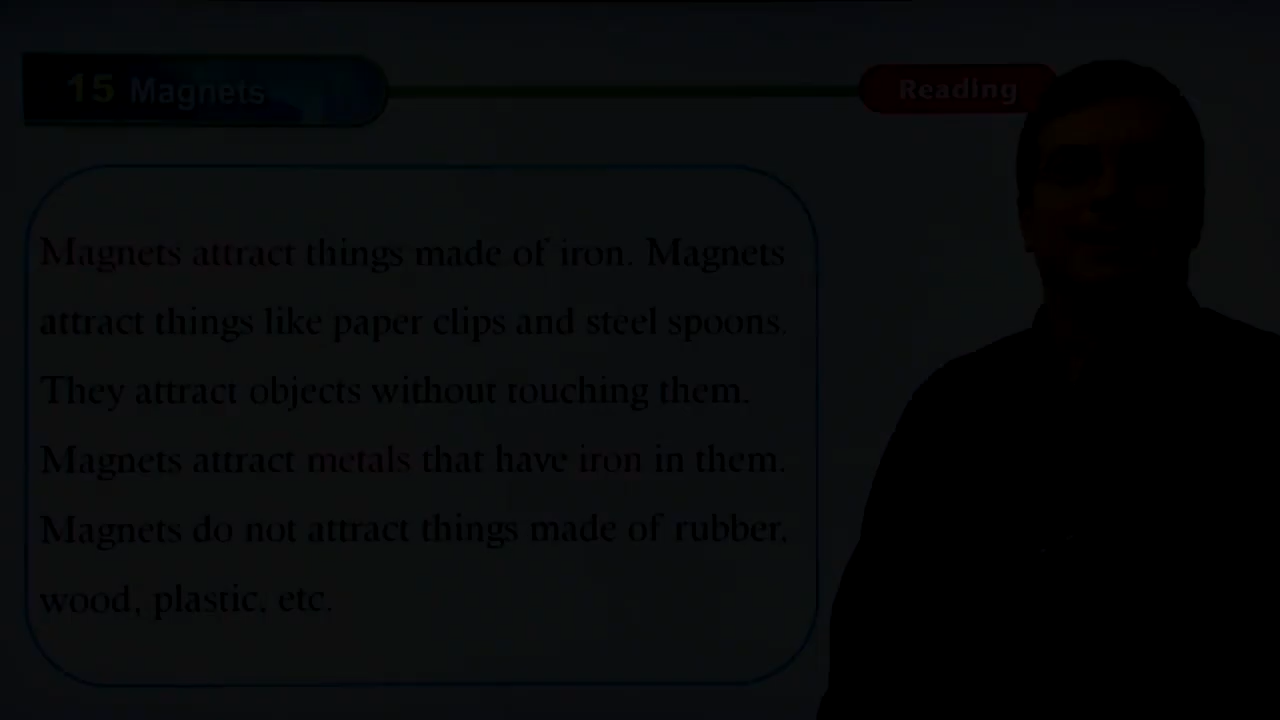 15 Magnets
Reading
Magnets attract things made of iron. Magnets
attract things like paper clips and steel spoons.
They attract objects without touching them.
Magnets attract metals that have iron in them.
Magnets do not attract things made of rubber,
wood, plastic, etc.